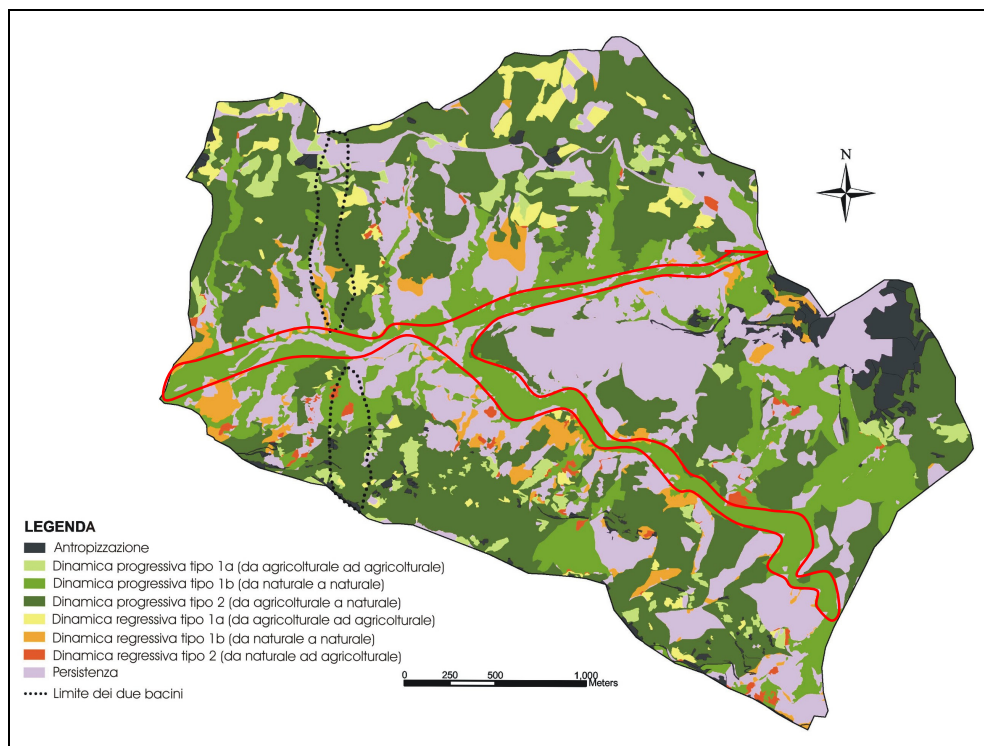 N
LEGENDA
Antropizzazione
Dinamica progressiva tipo 1a (da agricolturale ad agricolturale)
Dinamica progressiva tipo 1b (da naturale a naturale)
Dinamica progressiva tipo 2 (da agricolturale a naturale)
Dinamica regressiva tipo 1a (da agricolturale ad agricolturale)
Dinamica regressiva tipo 1b (da naturale a naturale)
Dinamica regressiva tipo 2 (da naturale ad agricolturale)
Persistenza
Limite dei due bacini
0 250 500 1,000
Meters